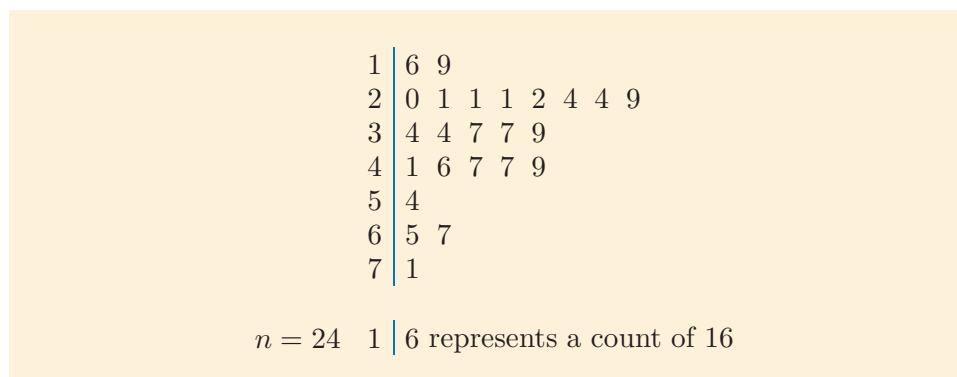 1 | 6 9
2 | 0 1 1 1 2 4 4 9
3 | 4 4 7 7 9
4 | 1 6 7 7 9
5 | 4
6 | 5 7
7 | 1
n = 24 1 | 6 represents a count of 16